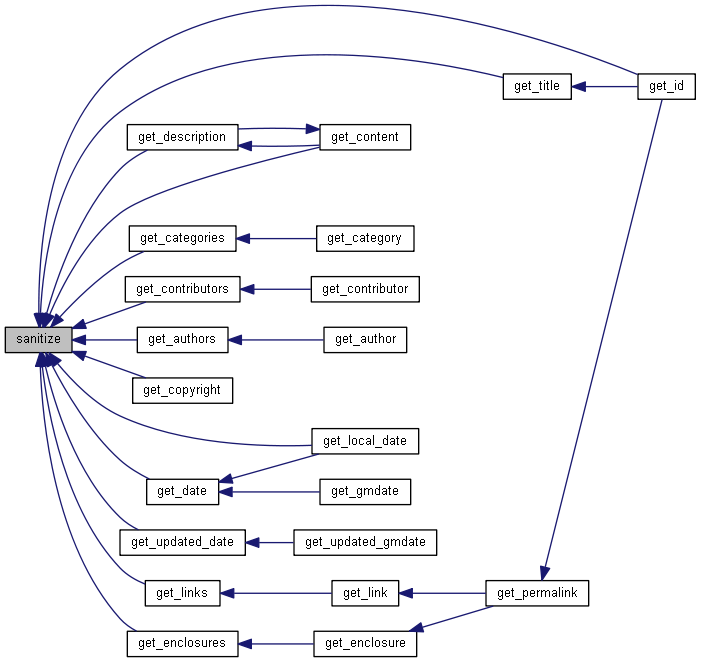 get_title
get_id
get_description
get_content
get_categories
get_category
get_contributors
get_contributor
sanitize
get_authors
get_author
get_copyright
get_local_date
get_date
get_gmdate
get_updated_date
get_updated_gmdate
get_links
get_link
get_permalink
get_enclosures
get_enclosure